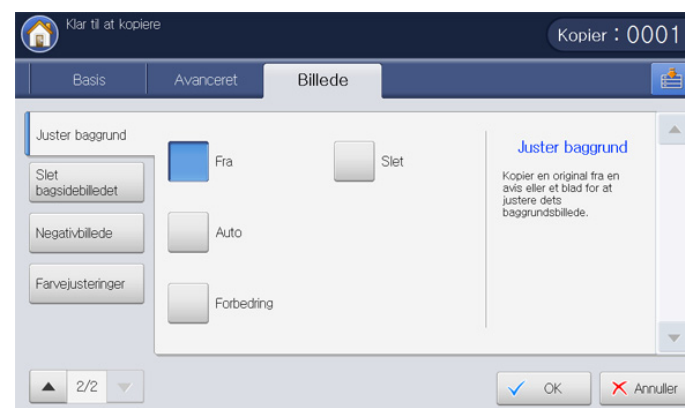 Klar til at kopiere
Kopier : 0001
Basis
Avanceret
Billede
Juster baggrund
Slet
bagsidebilledet
Negativbillede
Farvejusteringer
Fra
Slet
Auto
Forbedring
Juster baggrund
Kopier en original fra en
avis eller et blad for at
justere dets
baggrundsbillede.
2/2
OK
Annuller